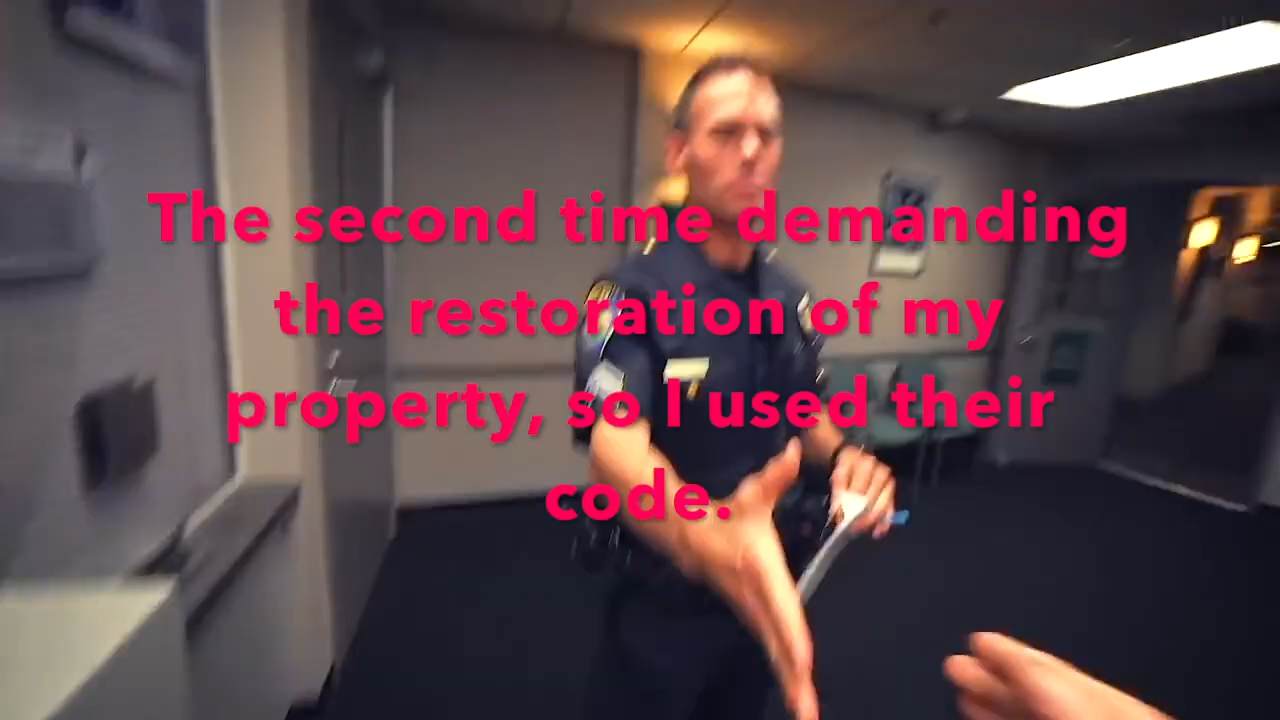 The second time demanding
the restoration of my
property, so I used their
code.